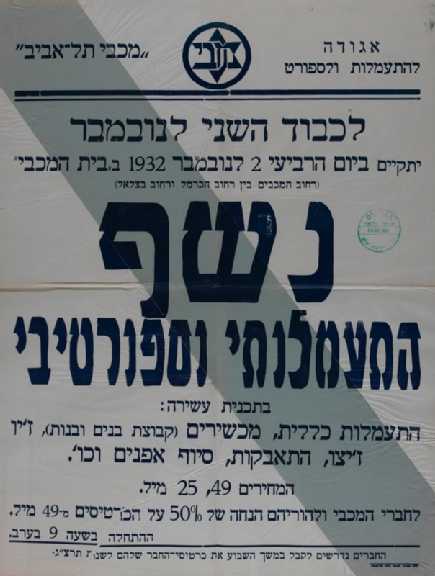 אגודה
להתעמלות ולספורט
מכבי
„מכבי תל־אביב”
לכבוד השני לנובמבר
יתקיים ביום הרביעי 2 לנובמבר 1932 ב„בית המכבי”
(רחוב המכבים בין רחוב הכרמל ורחוב בצלאל)
נשף
התעמלותי וספורטיבי
בתכנית עשירה:
התעמלות כללית, מכשירים (קבוצת בנים ובנות), ז'יו
ז'יצו, התאבקות, סיוף אפנים וכו'.
המחירים 49, 25 מיל.
לחברי המכבי ולהוריהם הנחה של 50% על הכרטיסים מ־49 מיל.
ההתחלה בשעה 9 בערב.
החברים נדרשים לקבל במשך השבוע את כרטיסי־החבר שלהם לשנת תרצ״ג.